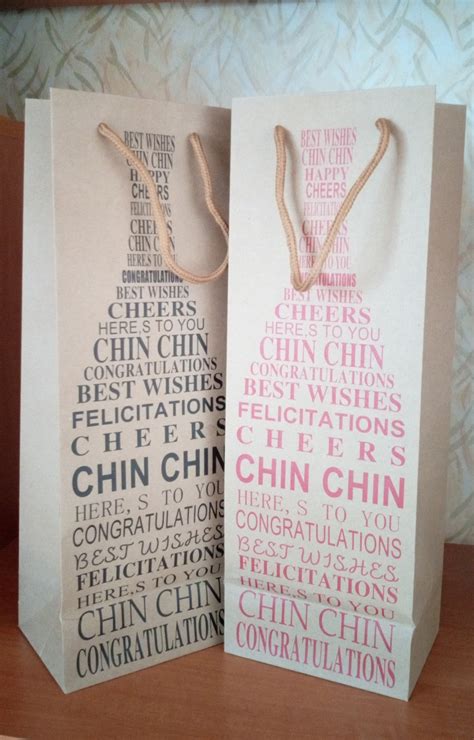 BEST WISHES
CHIN CHIN
HAPPY
CHEERS
FELICITATIONS
CHEERS
CHIN CHIN
HERE,S TO YOU
CONGRATULATIONS
BEST WISHES
CHEERS
HERE,S TO YOU
CHIN CHIN
CONGRATULATIONS
BEST WISHES
FELICITATIONS
CHEERS
CHIN CHIN
HERE, S TO YOU
CONGRATULATIONS
BEST WISHES
FELICITATIONS
HERE,S TO YOU
CHIN CHIN
CONGRATULATIONS
BEST WISHES
CHIN CHIN
HAPPY
CHEERS
FELICITATIONS
CHEERS
CHIN CHIN
HERE,S TO YOU
CONGRATULATIONS
BEST WISHES
CHEERS
HERE,S TO YOU
CHIN CHIN
CONGRATULATIONS
BEST WISHES
FELICITATIONS
CHEERS
CHIN CHIN
HERE, S TO YOU
CONGRATULATIONS
BEST WISHES
FELICITATIONS
HERE,S TO YOU
CHIN CHIN
CONGRATULATIONS